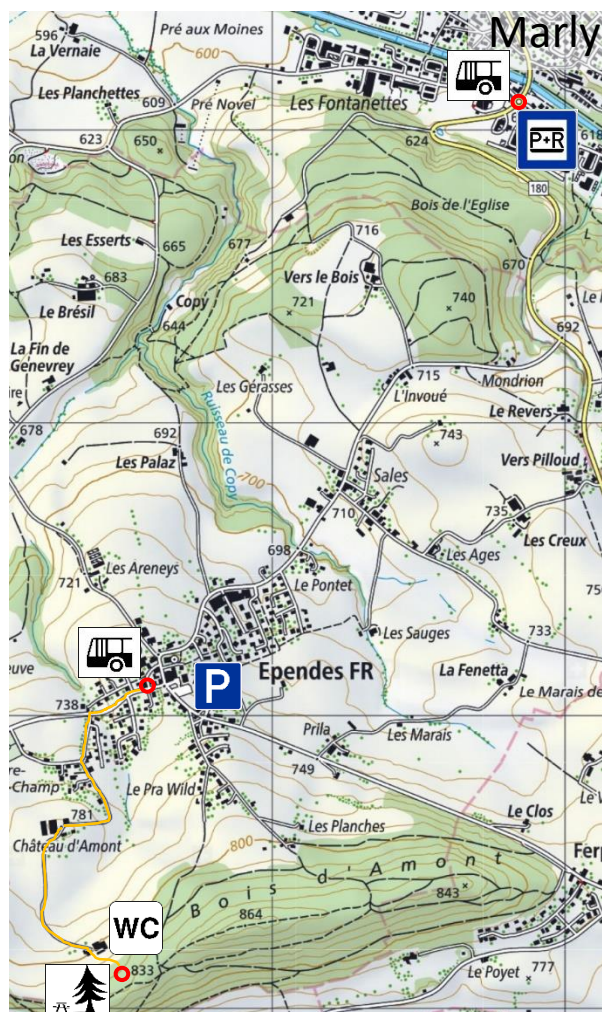 Marly
596
La Vernaie
Pré aux Moines
600
Les Planchettes
609
Pré Novel
Les Fontanettes
623
650
624
P+R
618
180
Bois de l'Eglise
Les Esserts
665
677
716
670
683
Vers le Bois
Le Brésil
Copy
721
740
644
692
La Fin de
Genevrey
Les Gérasses
715
Mondrion
L'Invoué
Le Revers
678
692
Ruisseau de Copy
743
Les Palaz
700
Sales
Vers Pilloud
710
735
Les Creux
698
Les Ages
Les Areneys
721
Le Pontet
Les Sauges
733
P
Ependes FR
La Fenetta
738
Le Marais de
Prila
Les Marais
749
Champ
Le Pra Wild
781
Les Planches
Le Clos
Château d'Amont
800
Bois d'Amont
843
Ferp
864
WC
833
Le Poyet
777